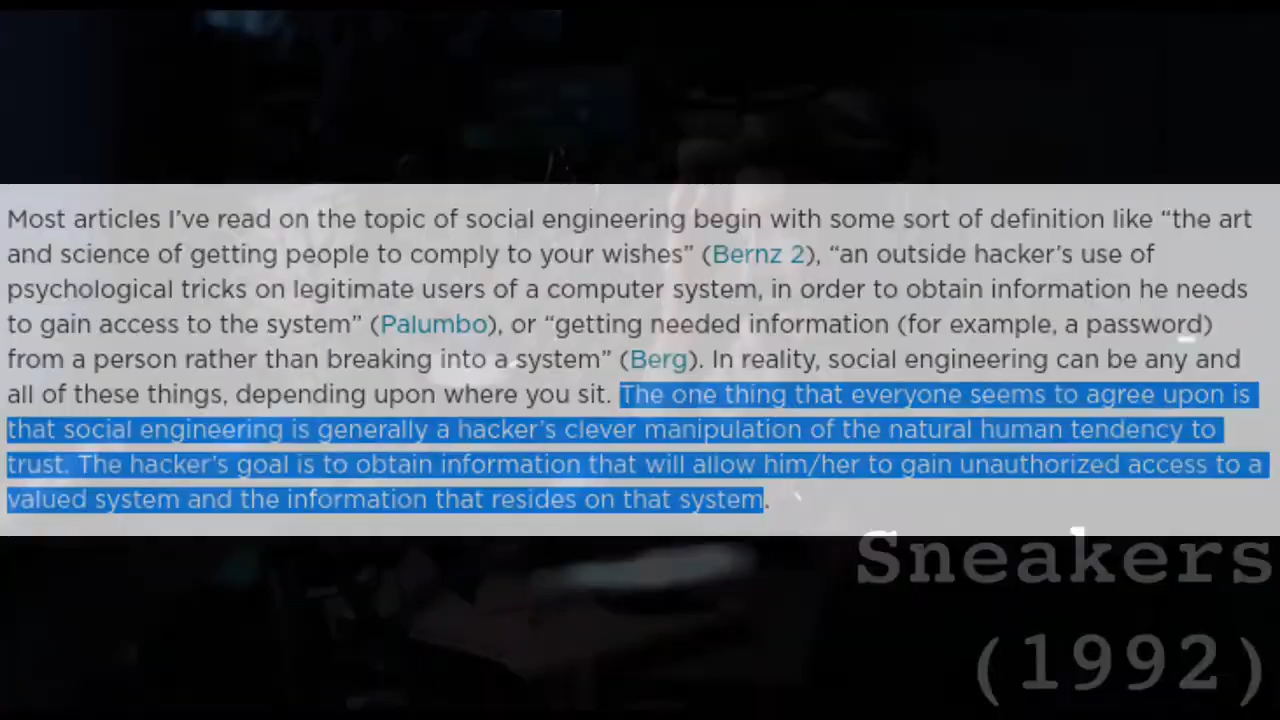 Most articles I’ve read on the topic of social engineering begin with some sort of definition like “the art
and science of getting people to comply to your wishes” (Bernz 2), “an outside hacker’s use of
psychological tricks on legitimate users of a computer system, in order to obtain information he needs
to gain access to the system” (Palumbo), or “getting needed information (for example, a password)
from a person rather than breaking into a system” (Berg). In reality, social engineering can be any and
all of these things, depending upon where you sit. The one thing that everyone seems to agree upon is
that social engineering is generally a hacker’s clever manipulation of the natural human tendency to
trust. The hacker’s goal is to obtain information that will allow him/her to gain unauthorized access to a
valued system and the information that resides on that system.
Sneakers
(1992)